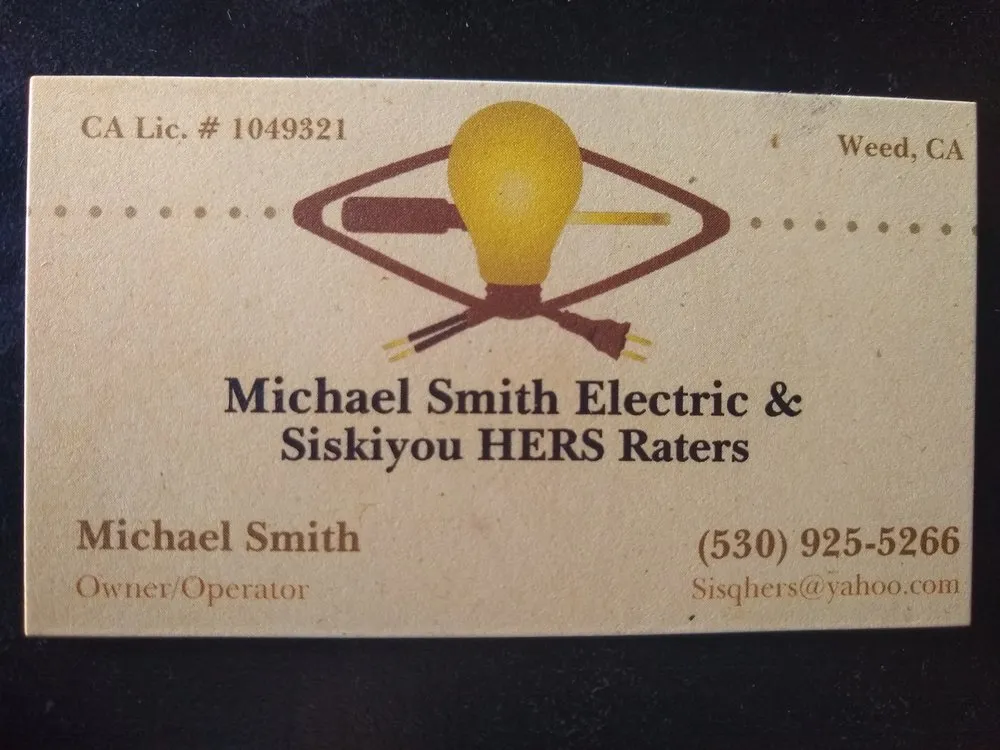 CA Lic. # 1049321
Weed, CA
Michael Smith Electric &
Siskiyou HERS Raters
Michael Smith
(530) 925-5266
Owner/Operator
Sisqhers@yahoo.com